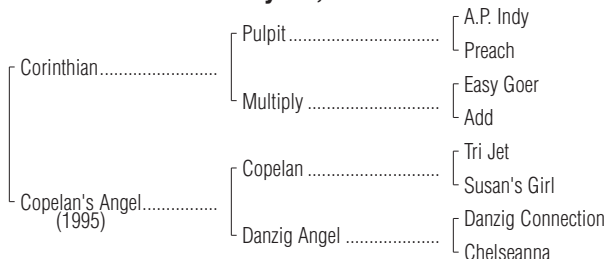 A.P. Indy
Pulpit
Preach
Corinthian
Easy Goer
Multiply
Add
Tri Jet
Copelan
Susan's Girl
Copelan's Angel
(1995)
Danzig Connection
Danzig Angel
Chelseanna